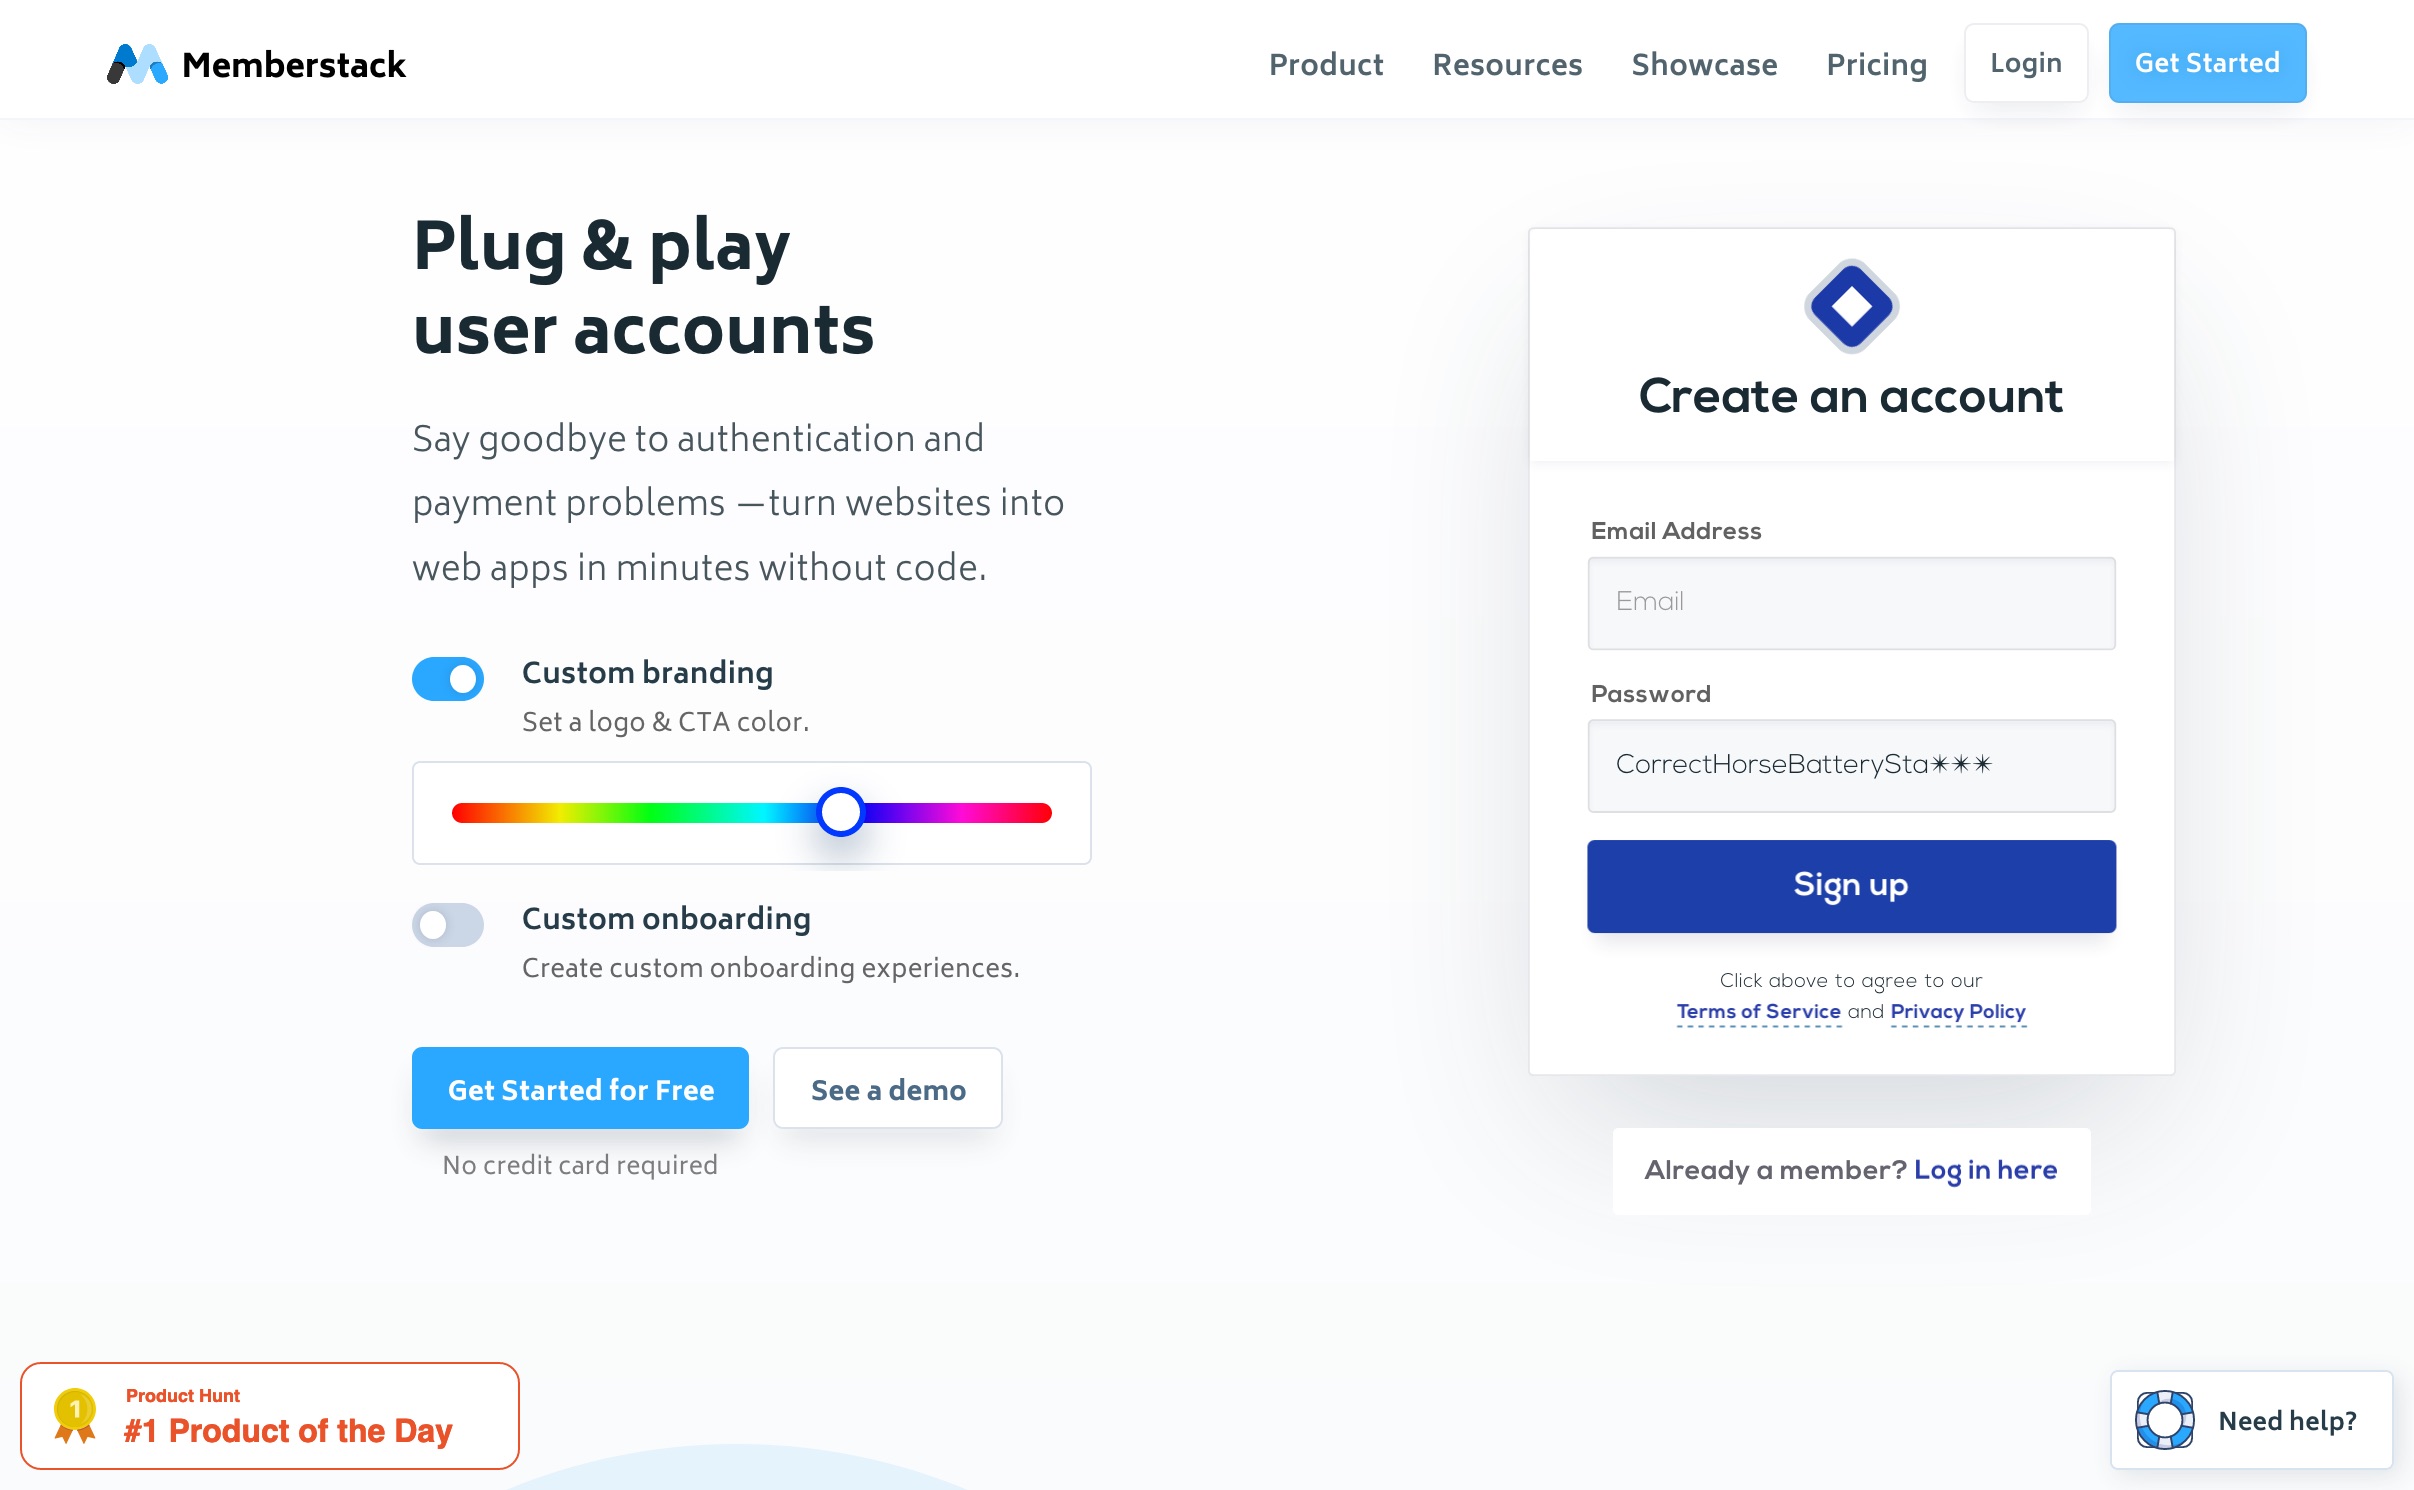 Memberstack
Product
Resources
Showcase
Pricing
Login
Get Started
Plug & play
user accounts
Say goodbye to authentication and
payment problems —turn websites into
web apps in minutes without code.
Custom branding
Set a logo & CTA color.
Custom onboarding
Create custom onboarding experiences.
Get Started for Free
See a demo
No credit card required
Create an account
Email Address
Email
Password
CorrectHorseBatterySta✴✴✴
Sign up
Click above to agree to our
Terms of Service and Privacy Policy
Already a member? Log in here
1
Product Hunt
#1 Product of the Day
Need help?